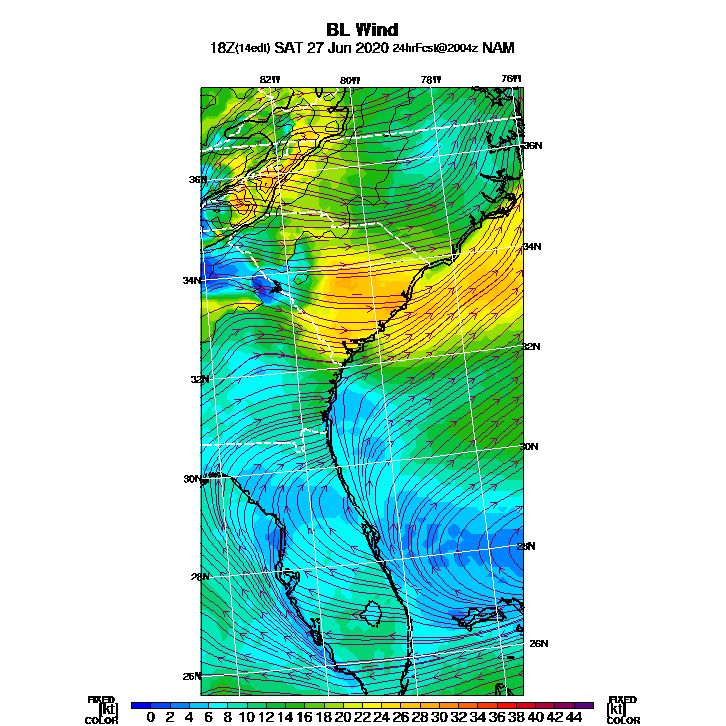 BL Wind
18Z(14edt) SAT 27 Jun 2020 24hrFcst@2004z NAM
82W 80W 78W 76W
36N
36N
34N
34N
32N
32N
30N
30N
28N
28N
26N
26N
FIXED FIXED
[kt] 0 2 4 6 8 10 12 14 16 18 20 22 24 26 28 30 32 34 36 38 40 42 44 [kt]
COLOR COLOR